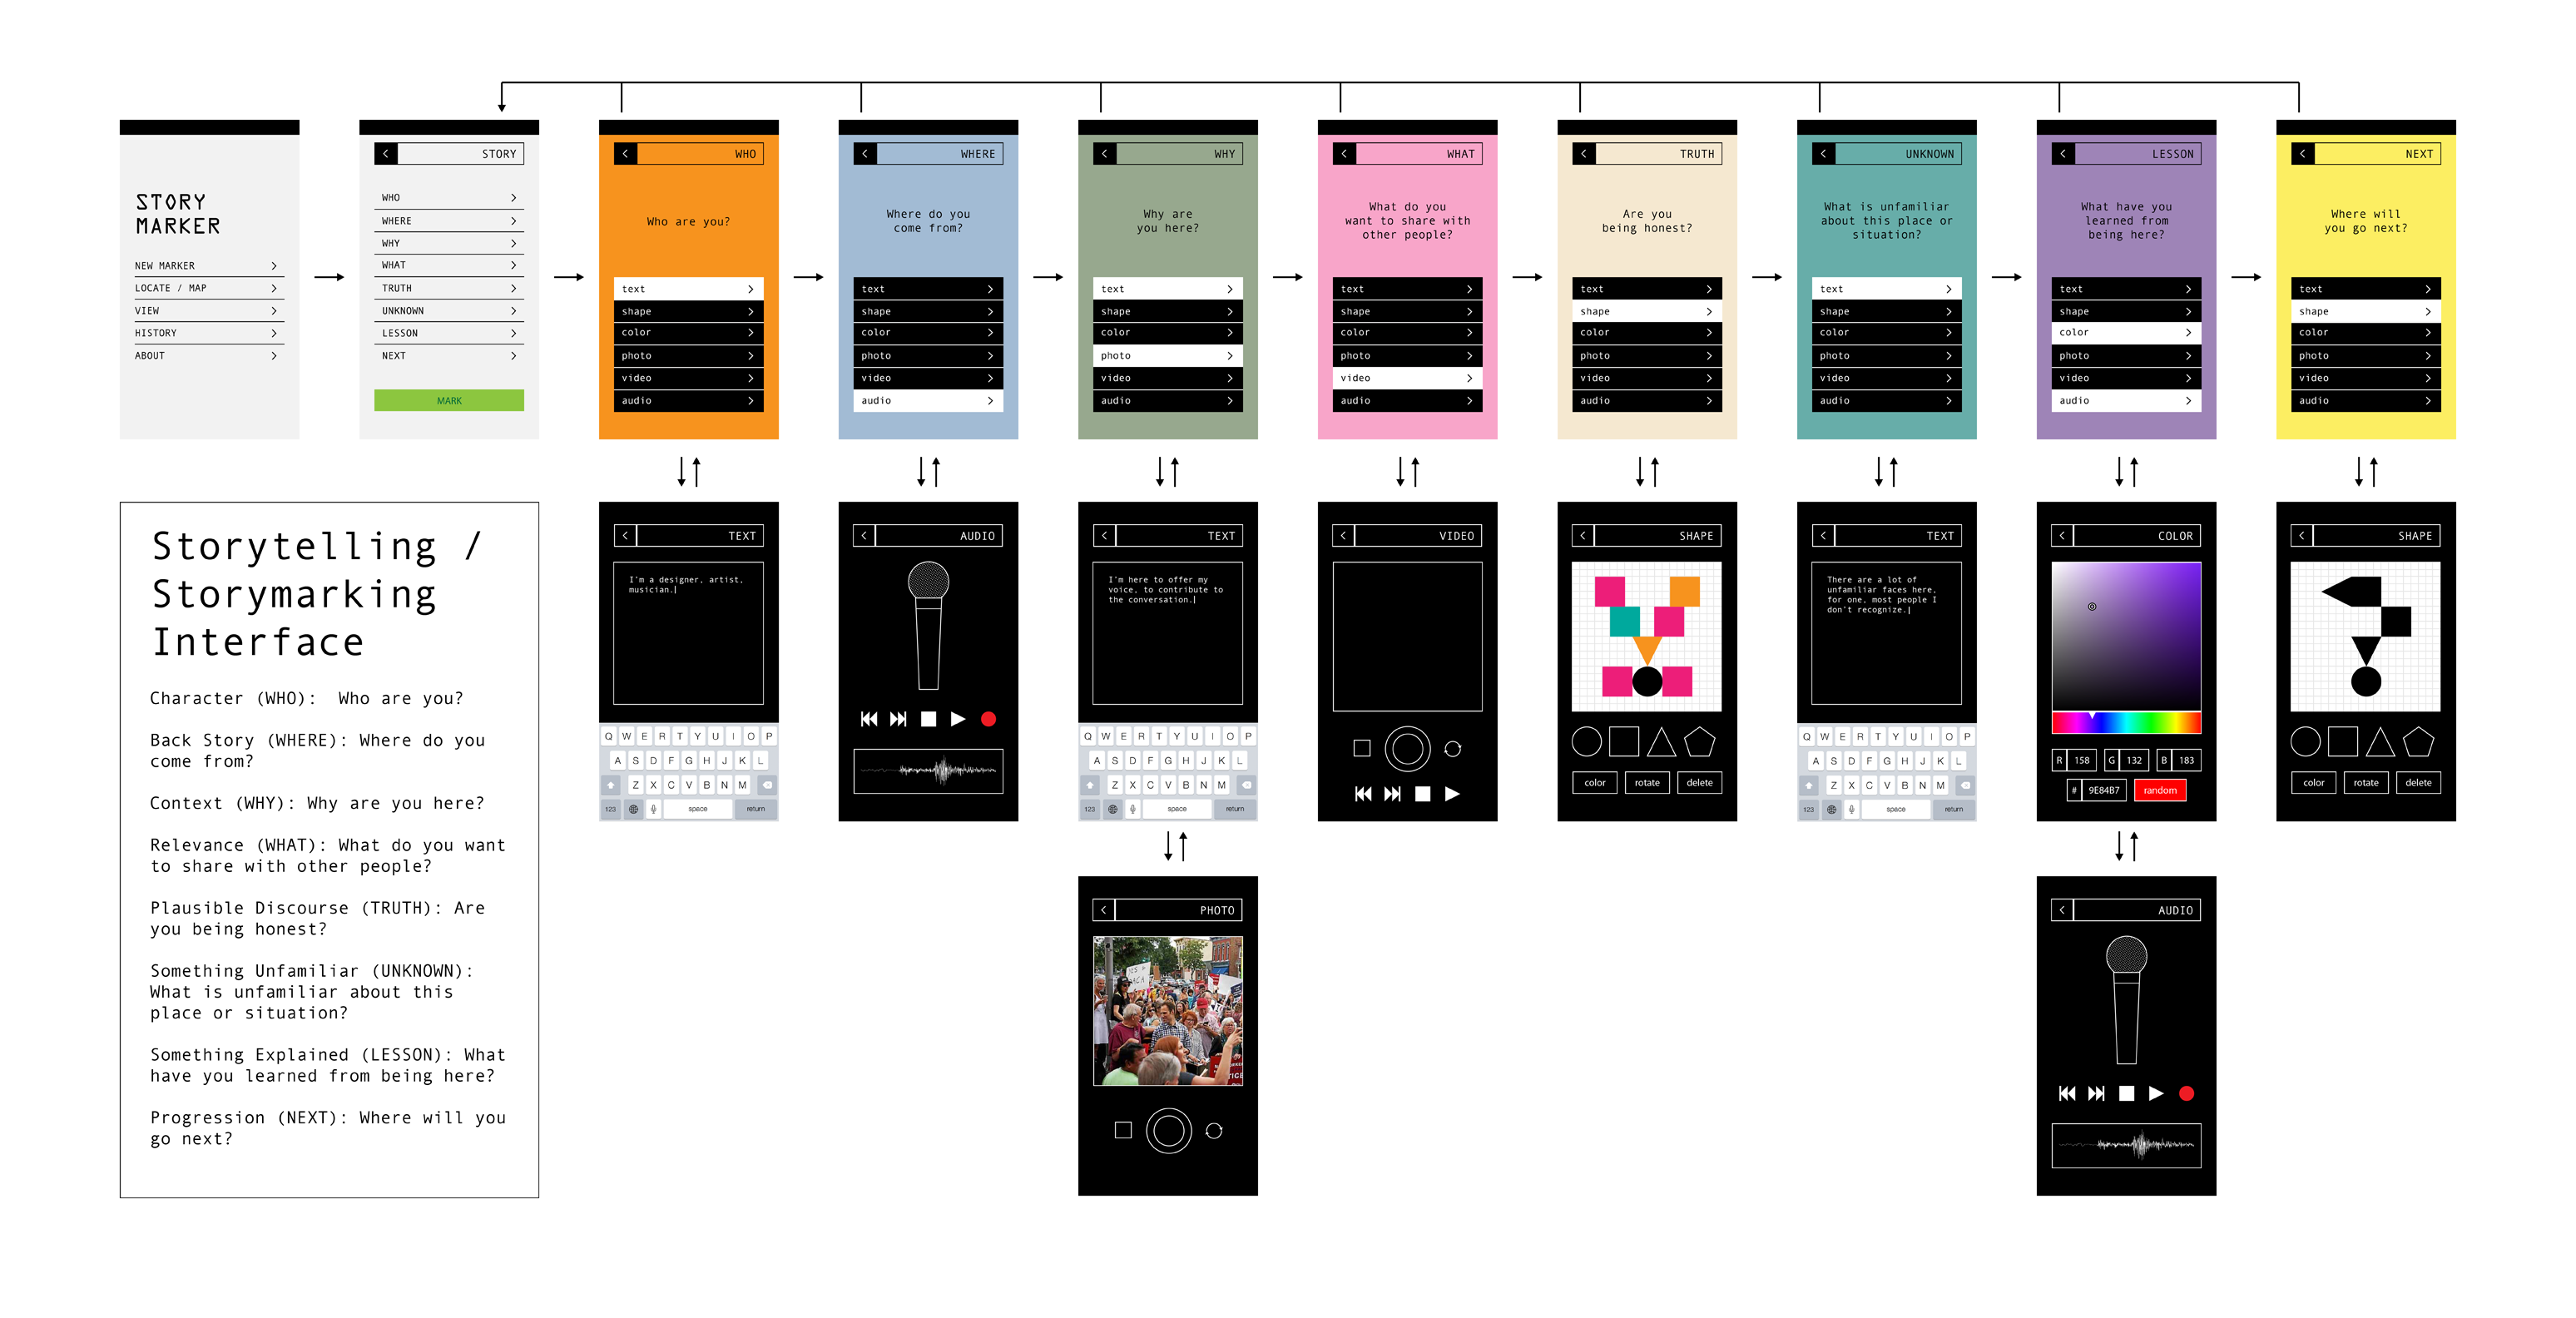 STORY
MARKER
NEW MARKER
LOCATE / MAP
VIEW
HISTORY
ABOUT
STORY
WHO
WHERE
WHY
WHAT
TRUTH
UNKNOWN
LESSON
NEXT
MARK
WHO
Who are you?
text
shape
color
photo
video
audio
WHERE
Where do you
come from?
text
shape
color
photo
video
audio
WHY
Why are
you here?
text
shape
color
photo
video
audio
WHAT
What do you
want to share with
other people?
text
shape
color
photo
video
audio
TRUTH
Are you
being honest?
text
shape
color
photo
video
audio
UNKNOWN
What is unfamiliar
about this place or
situation?
text
shape
color
photo
video
audio
LESSON
What have you
learned from
being here?
text
shape
color
photo
video
audio
NEXT
Where will
you go next?
text
shape
color
photo
video
audio
Storytelling /
Storymarking
Interface
Character (WHO): Who are you?
Back Story (WHERE): Where do you
come from?
Context (WHY): Why are you here?
Relevance (WHAT): What do you want
to share with other people?
Plausible Discourse (TRUTH): Are
you being honest?
Something Unfamiliar (UNKNOWN):
What is unfamiliar about this
place or situation?
Something Explained (LESSON): What
have you learned from being here?
Progression (NEXT): Where will you
go next?
TEXT
I'm a designer, artist,
musician.
Q W E R T Y U I O P
A S D F G H J K L
Z X C V B N M
123 space return
AUDIO
TEXT
I'm here to offer my
voice, to contribute to
the conversation.
Q W E R T Y U I O P
A S D F G H J K L
Z X C V B N M
123 space return
PHOTO
VIDEO
SHAPE
color rotate delete
TEXT
There are a lot of
unfamiliar faces here,
for one, most people I
don't recognize.
Q W E R T Y U I O P
A S D F G H J K L
Z X C V B N M
123 space return
COLOR
R 158 G 132 B 183
# 9E84B7 random
AUDIO
SHAPE
color rotate delete